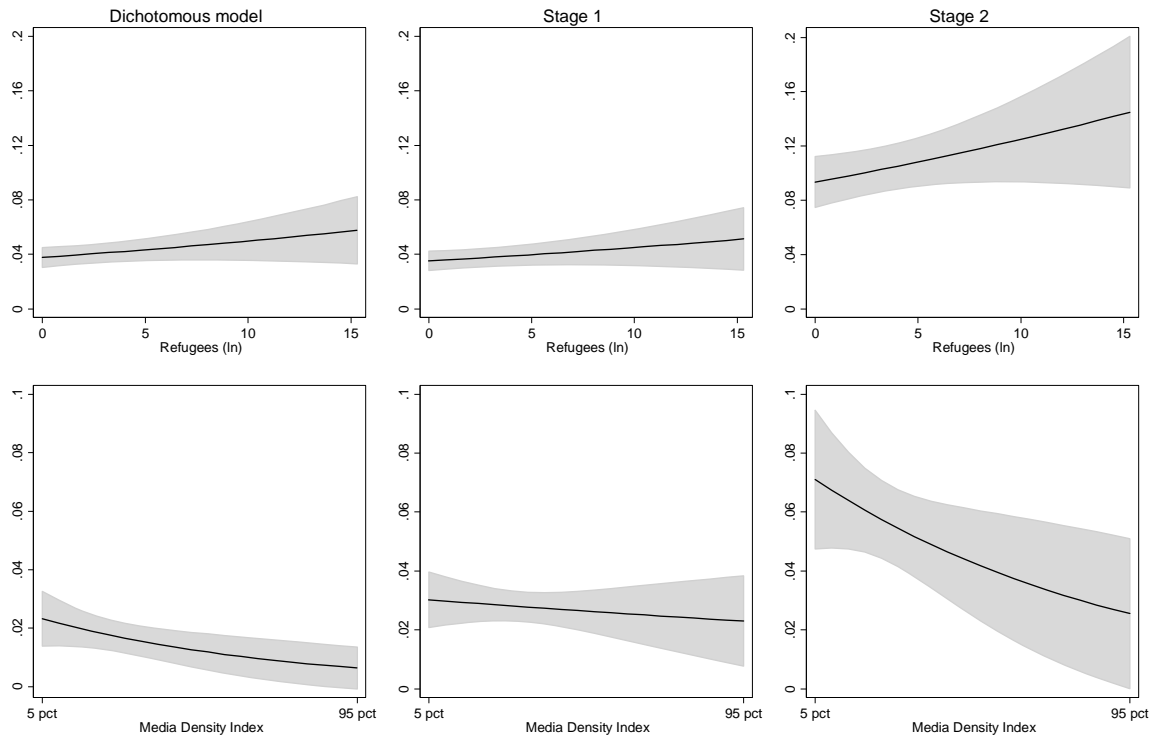 Dichotomous model
Stage 1
Stage 2
.2
.16
.12
.08
.04
0
0 5 10 15
Refugees (ln)
.2
.16
.12
.08
.04
0
0 5 10 15
Refugees (ln)
.2
.16
.12
.08
.04
0
0 5 10 15
Refugees (ln)
.1
.08
.06
.04
.02
0
5 pct 95 pct
Media Density Index
.1
.08
.06
.04
.02
0
5 pct 95 pct
Media Density Index
.1
.08
.06
.04
.02
0
5 pct 95 pct
Media Density Index